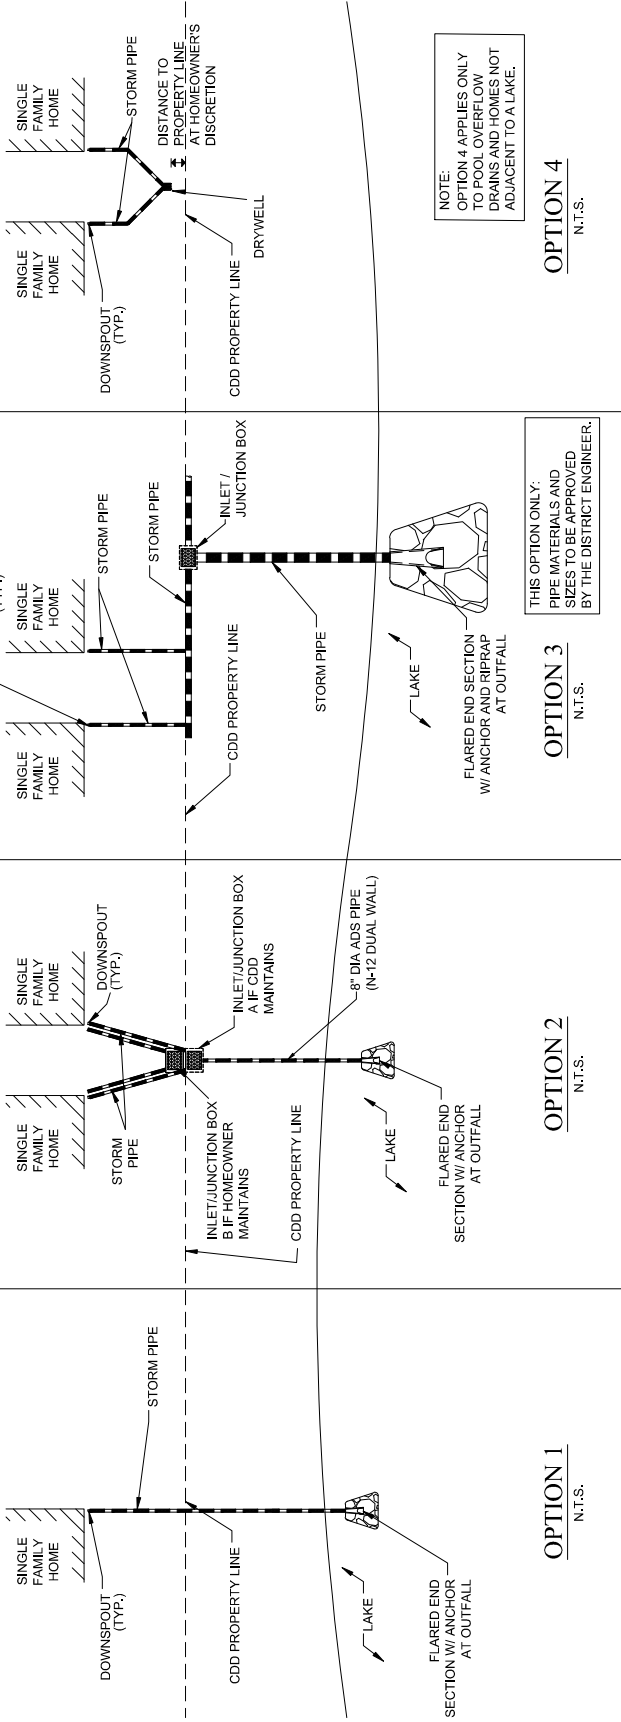 SINGLE
FAMILY
HOME
DOWNSPOUT
(TYP.)
STORM PIPE
CDD PROPERTY LINE
LAKE
FLARED END
SECTION W/ ANCHOR
AT OUTFALL
OPTION 1
N.T.S.
SINGLE
FAMILY
HOME
SINGLE
FAMILY
HOME
STORM
PIPE
DOWNSPOUT
(TYP.)
INLET/JUNCTION BOX
B IF HOMEOWNER
MAINTAINS
INLET/JUNCTION BOX
A IF CDD
MAINTAINS
CDD PROPERTY LINE
8" DIA ADS PIPE
(N-12 DUAL WALL)
LAKE
FLARED END
SECTION W/ ANCHOR
AT OUTFALL
OPTION 2
N.T.S.
SINGLE
FAMILY
HOME
SINGLE
FAMILY
HOME
STORM PIPE
STORM PIPE
INLET /
JUNCTION BOX
CDD PROPERTY LINE
STORM PIPE
LAKE
FLARED END SECTION
W/ ANCHOR AND RIPRAP
AT OUTFALL
THIS OPTION ONLY:
PIPE MATERIALS AND
SIZES TO BE APPROVED
BY THE DISTRICT ENGINEER.
OPTION 3
N.T.S.
SINGLE
FAMILY
HOME
SINGLE
FAMILY
HOME
DOWNSPOUT
(TYP.)
STORM PIPE
DISTANCE TO
PROPERTY LINE
AT HOMEOWNER'S
DISCRETION
DRYWELL
CDD PROPERTY LINE
NOTE:
OPTION 4 APPLIES ONLY
TO POOL OVERFLOW
DRAINS AND HOMES NOT
ADJACENT TO A LAKE.
OPTION 4
N.T.S.